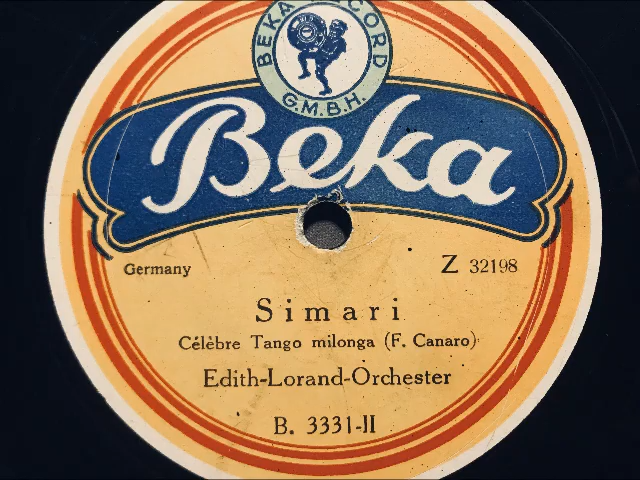 BEKA RECORD
G.M.B.H.
Beka
Germany
Z 32198
Simari
Célèbre Tango milonga (F. Canaro)
Edith-Lorand-Orchester
B. 3331-II